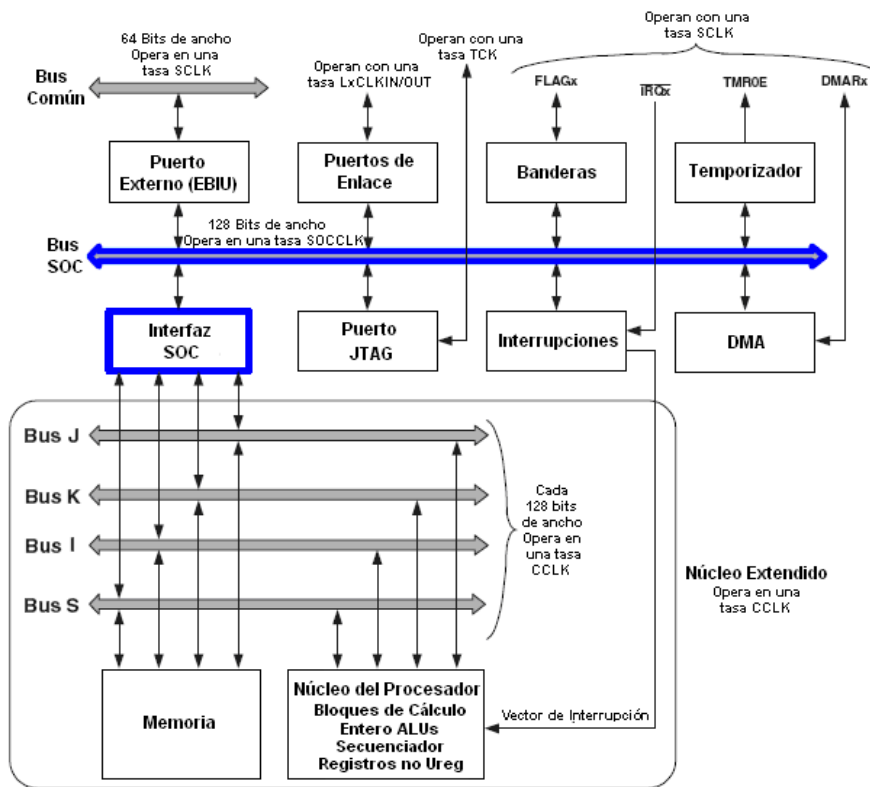 64 Bits de ancho
Opera en una
tasa SCLK
Operan con una
tasa LxCLKIN/OUT
Operan con una
tasa TCK
Operan con una
tasa SCLK
Bus
Común
FLAGx
IRQx
TMR0E
DMARx
Puerto
Externo (EBIU)
Puertos de
Enlace
Banderas
Temporizador
128 Bits de ancho
Opera en una tasa SOCCLK
Bus
SOC
Interfaz
SOC
Puerto
JTAG
Interrupciones
DMA
Bus J
Bus K
Bus I
Bus S
Cada
128 bits
de ancho
Opera en
una tasa
CCLK
Núcleo Extendido
Opera en una
tasa CCLK
Memoria
Núcleo del Procesador
Bloques de Cálculo
Entero ALUs
Secuenciador
Registros no Ureg
Vector de Interrupción